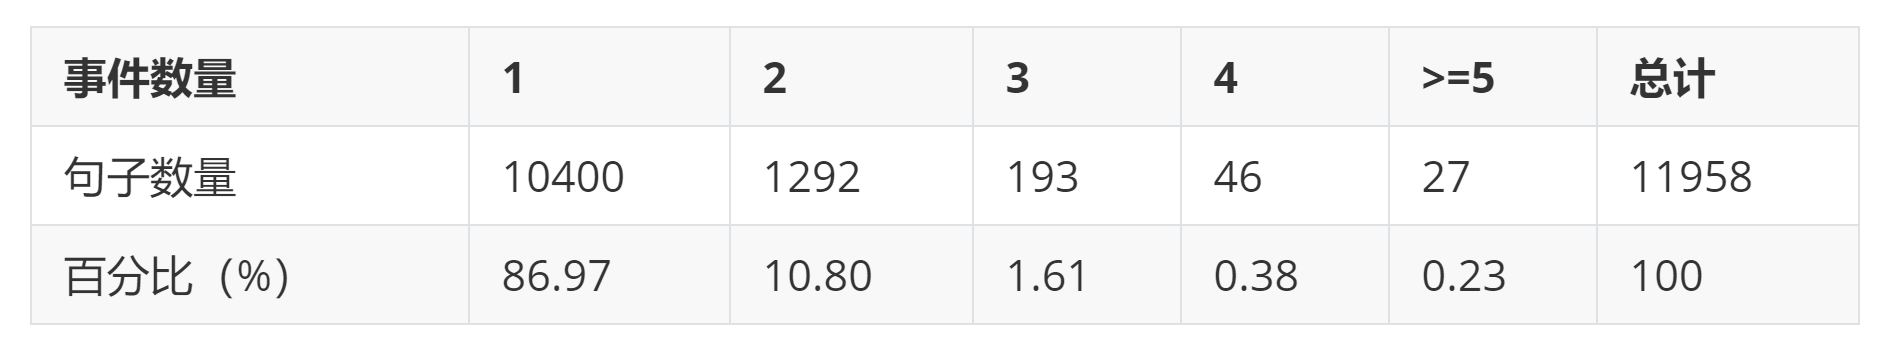 事件数量 1 2 3 4 >=5 总计
句子数量 10400 1292 193 46 27 11958
百分比（%） 86.97 10.80 1.61 0.38 0.23 100